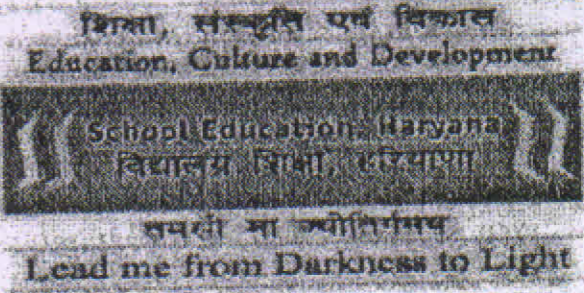 शिक्षा, संस्कृति एवं विकास
Education, Culture and Development
School Education, Haryana
विद्यालय शिक्षा, हरियाणा
तमसो मा ज्योतिर्गमय
Lead me from Darkness to Light